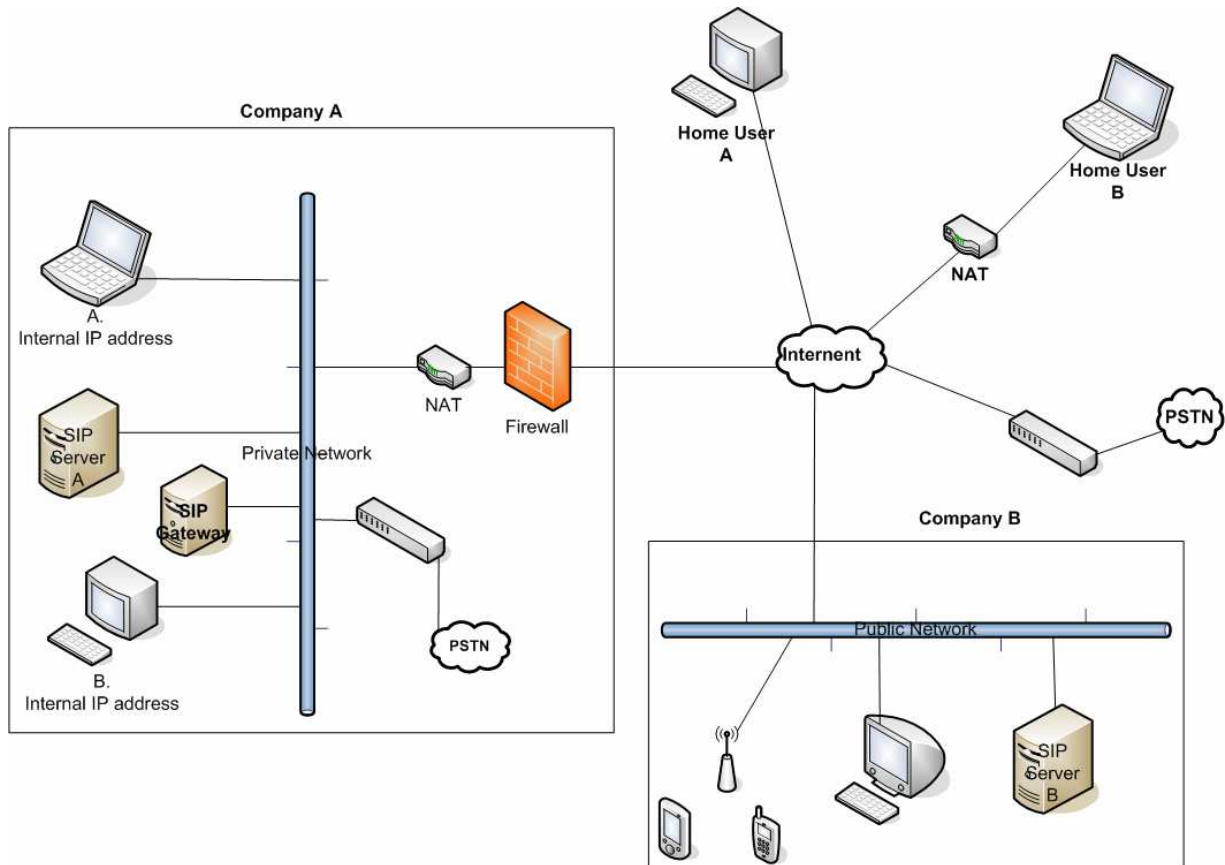 Company A
A.
Internal IP address
SIP
Server
A
Private Network
SIP
Gateway
B.
Internal IP address
NAT
Firewall
PSTN
Home User
A
Home User
B
NAT
Internent
PSTN
Company B
Public Network
SIP
Server
B